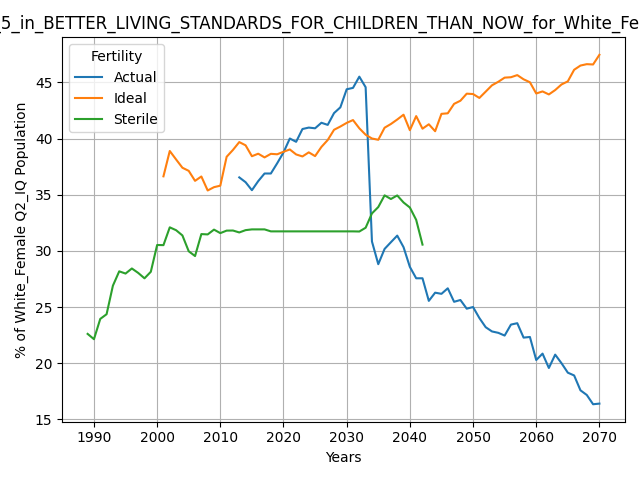 _5_in_BETTER_LIVING_STANDARDS_FOR_CHILDREN_THAN_NOW_for_White_Fe
Fertility
Actual
Ideal
Sterile
% of White_Female Q2_IQ Population
45
40
35
30
25
20
15
1990 2000 2010 2020 2030 2040 2050 2060 2070
Years